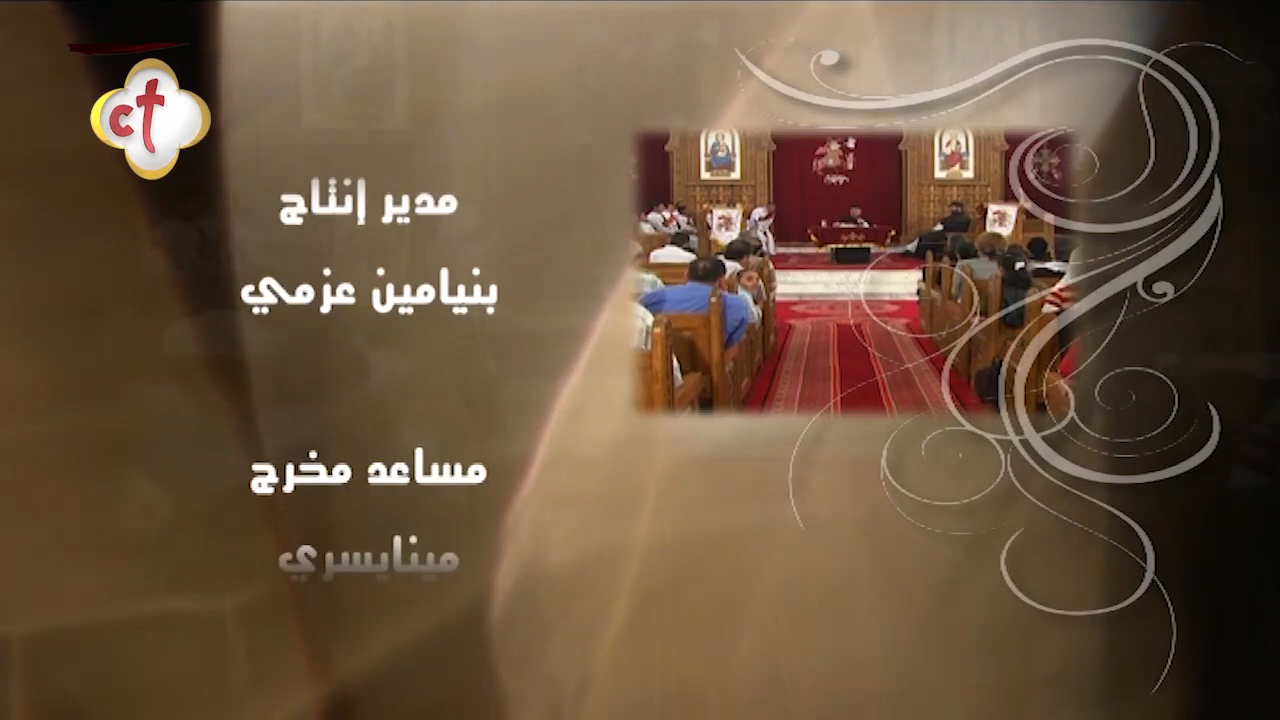 ct
مدير إنتاج
بنيامين عزمي
مساعد مخرج
مينايسري